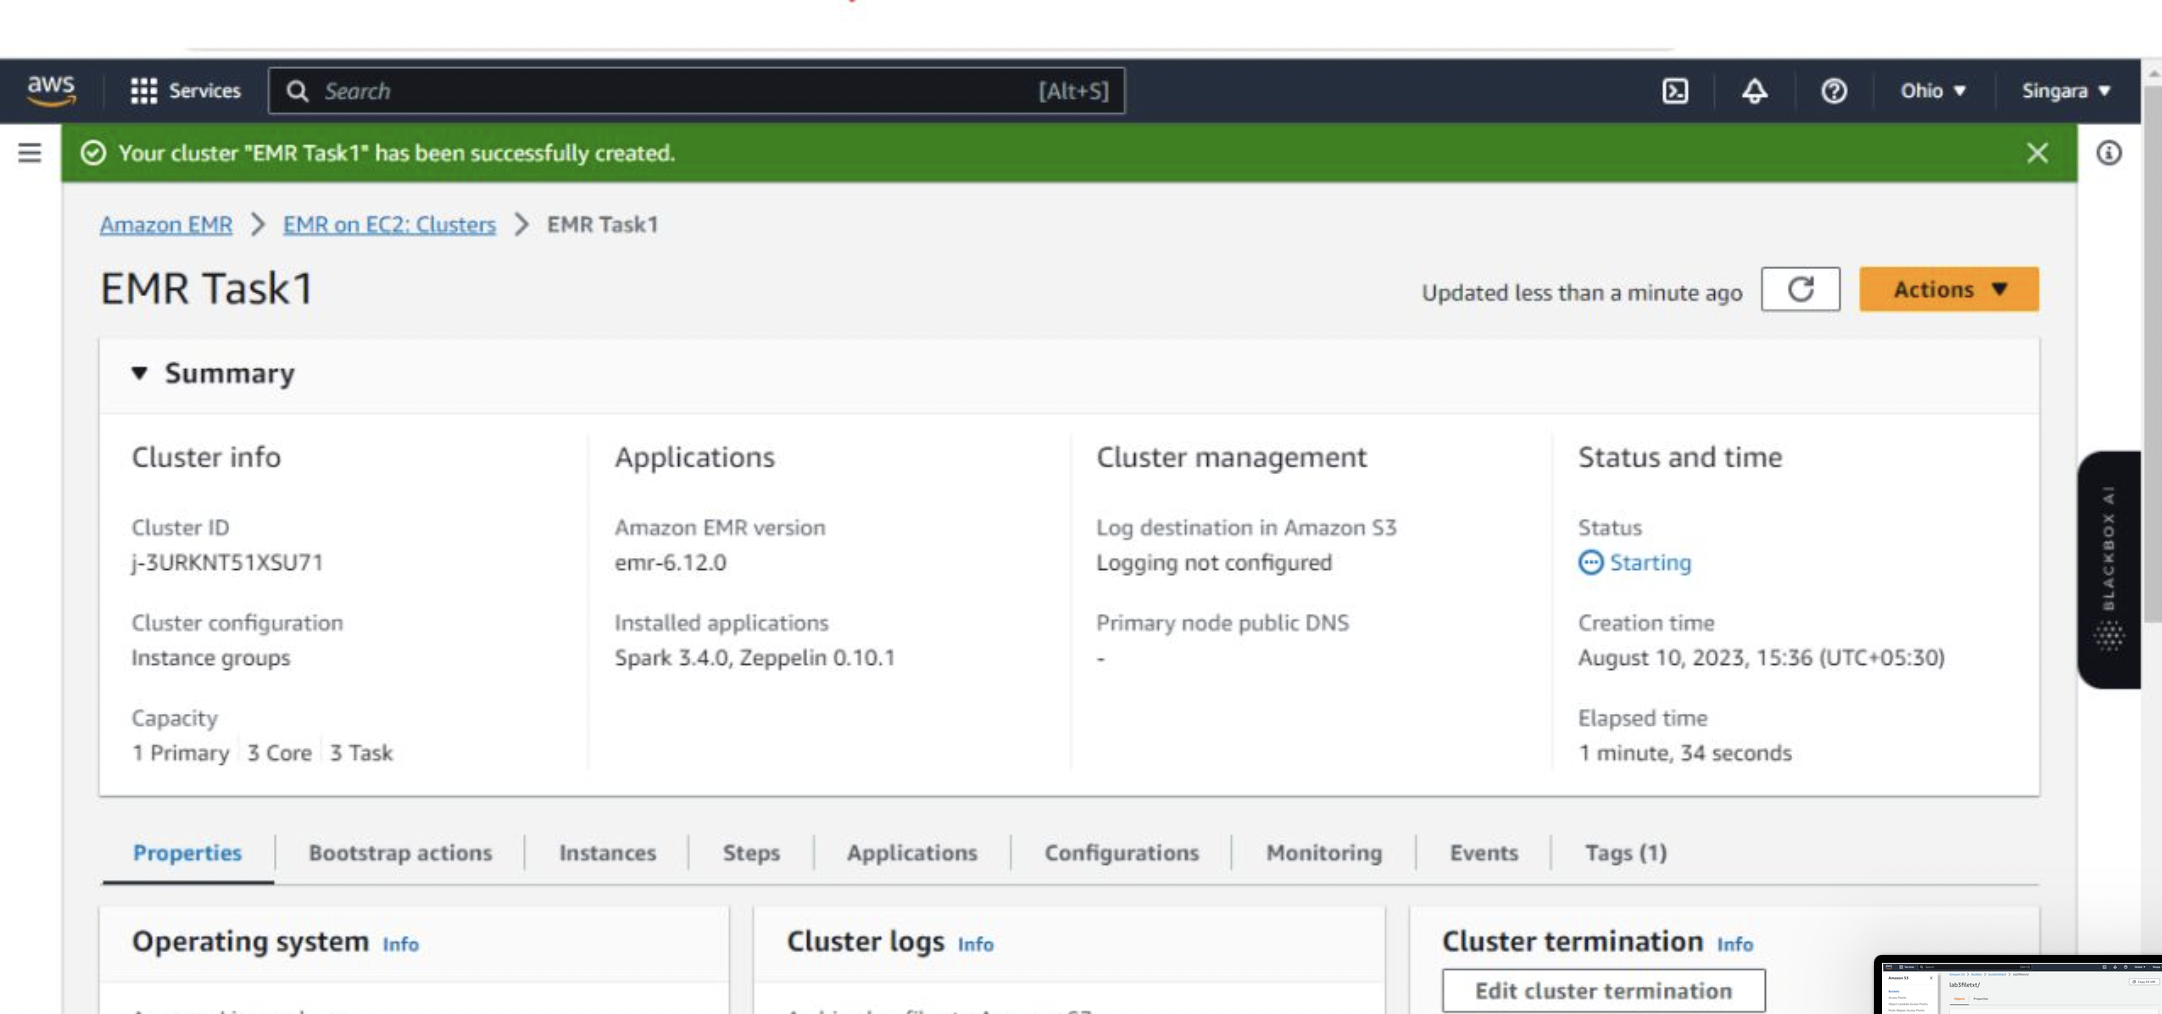 aws Services Search [Alt+S] Ohio ▼ Singara ▼
Your cluster "EMR Task1" has been successfully created.
Amazon EMR > EMR on EC2: Clusters > EMR Task1
EMR Task1
Updated less than a minute ago
Actions ▼
▼ Summary
Cluster info
Cluster ID
j-3URKNT51XSU71
Cluster configuration
Instance groups
Capacity
1 Primary 3 Core 3 Task
Applications
Amazon EMR version
emr-6.12.0
Installed applications
Spark 3.4.0, Zeppelin 0.10.1
Cluster management
Log destination in Amazon S3
Logging not configured
Primary node public DNS
-
Status and time
Status
Starting
Creation time
August 10, 2023, 15:36 (UTC+05:30)
Elapsed time
1 minute, 34 seconds
BLACKBOX AI
Properties Bootstrap actions Instances Steps Applications Configurations Monitoring Events Tags (1)
Operating system Info
Cluster logs Info
Cluster termination Info
Edit cluster termination
lab3filetxt/